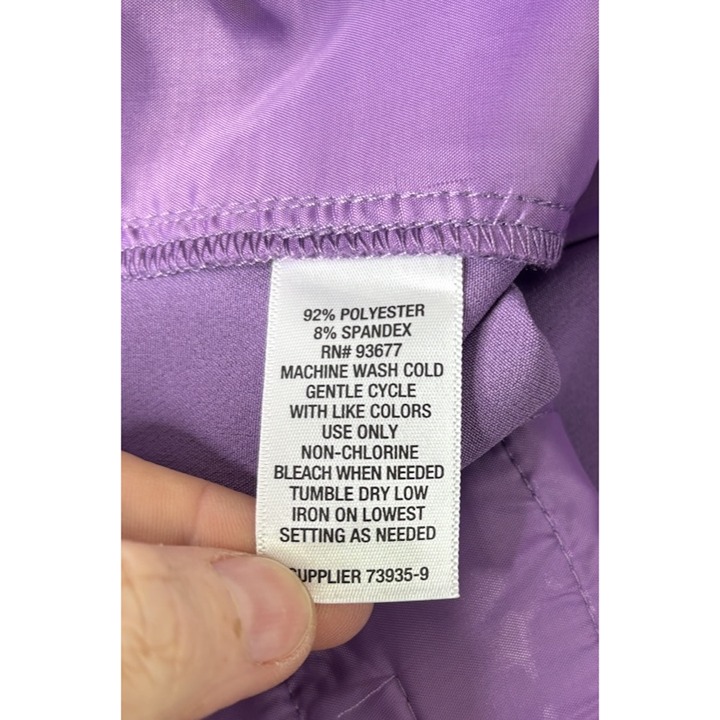 92% POLYESTER
8% SPANDEX
RN# 93677
MACHINE WASH COLD
GENTLE CYCLE
WITH LIKE COLORS
USE ONLY
NON-CHLORINE
BLEACH WHEN NEEDED
TUMBLE DRY LOW
IRON ON LOWEST
SETTING AS NEEDED
SUPPLIER 73935-9